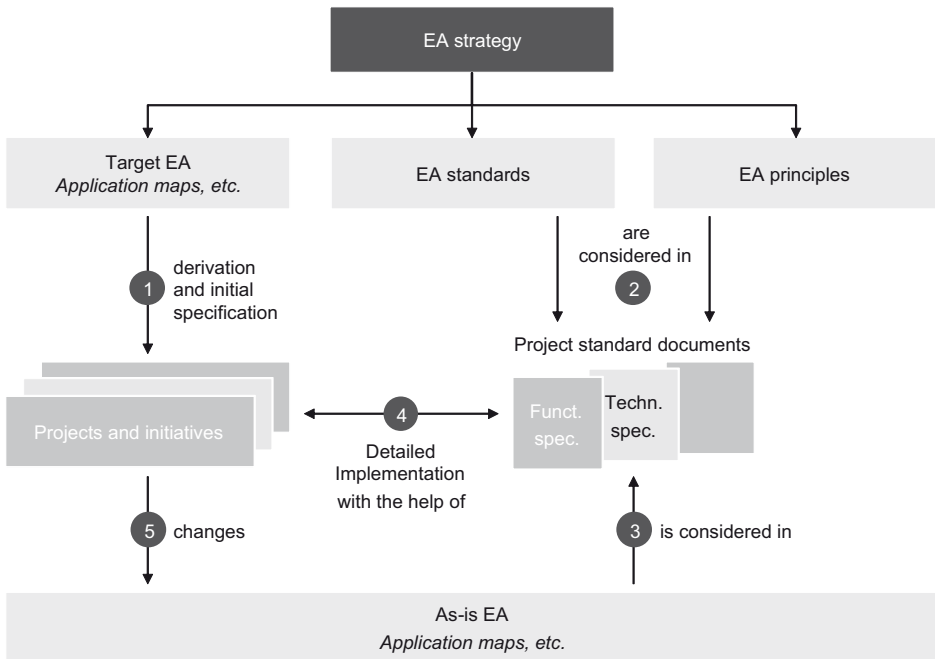 EA strategy
Target EA
Application maps, etc.
EA standards
EA principles
1
derivation
and initial
specification
are
considered in
2
Project standard documents
Projects and initiatives
4
Detailed
Implementation
with the help of
Funct.
spec.
Techn.
spec.
5 changes
3 is considered in
As-is EA
Application maps, etc.